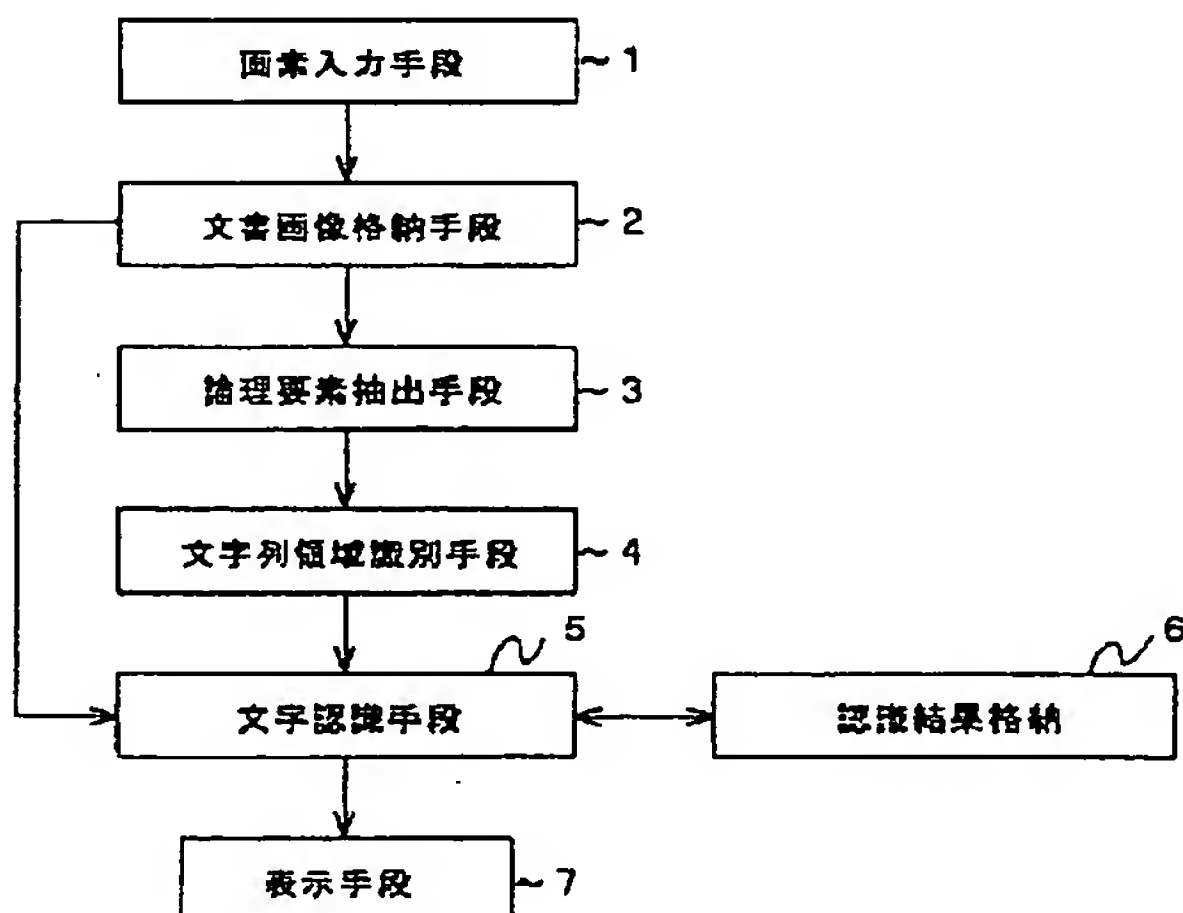 画素入力手段 ~1
文書画像格納手段 ~2
論理要素抽出手段 ~3
文字列領域識別手段 ~4
5
6
文字認識手段
認識結果格納
表示手段 ~7